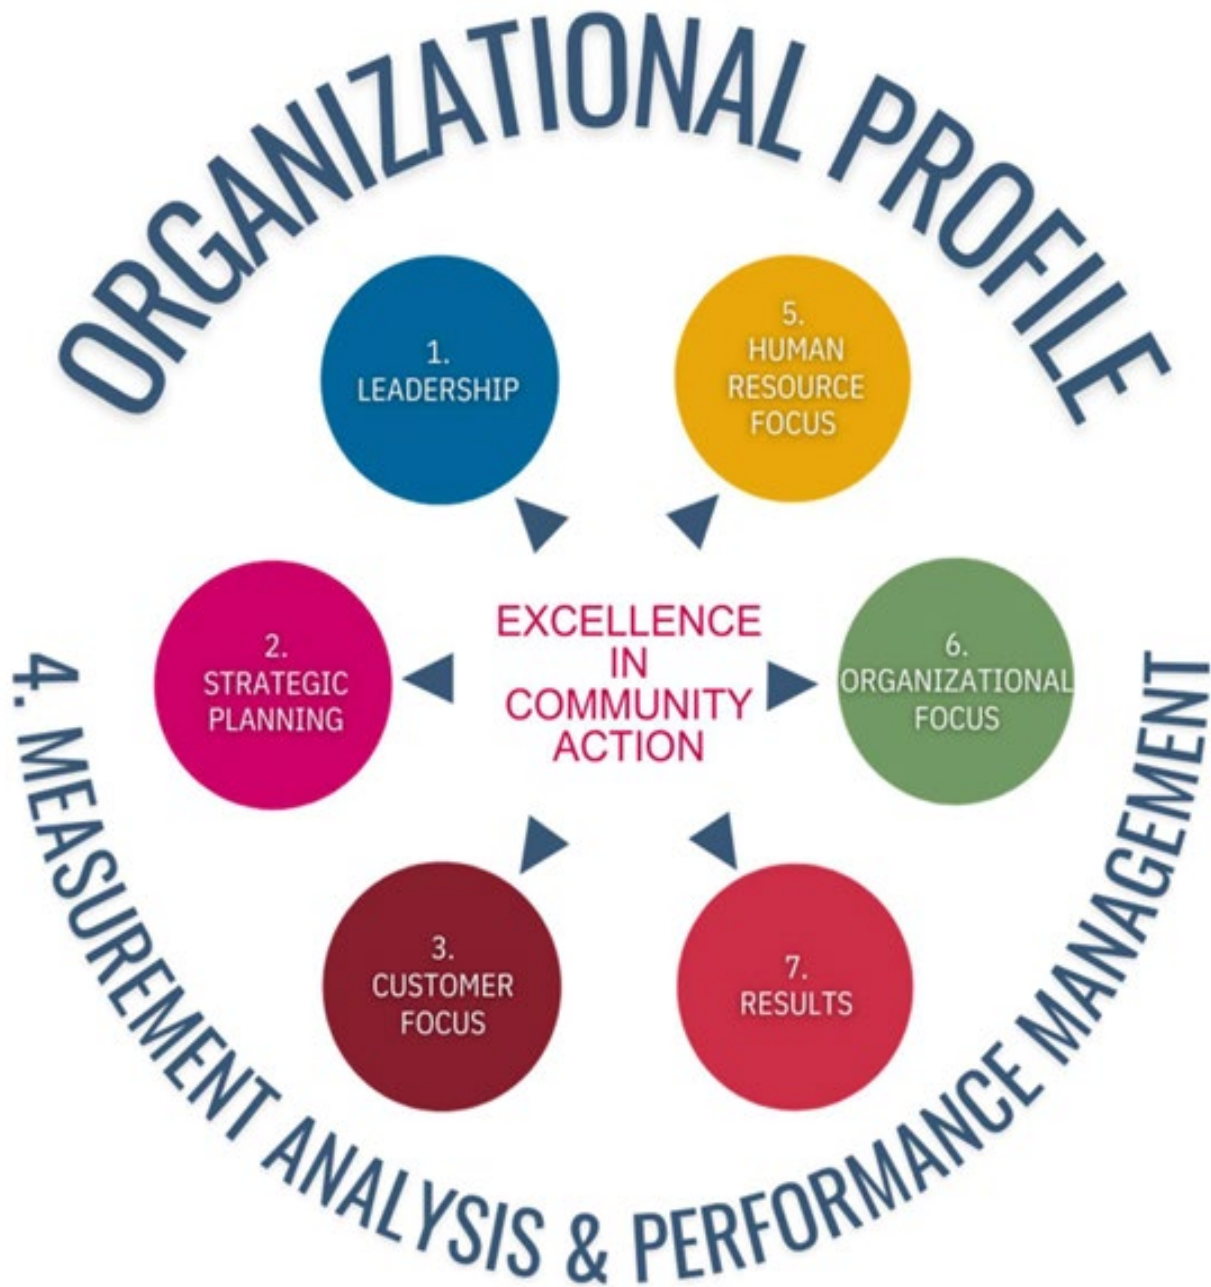 ORGANIZATIONAL PROFILE
1.
LEADERSHIP
5.
HUMAN
RESOURCE
FOCUS
2.
STRATEGIC
PLANNING
EXCELLENCE
IN
COMMUNITY
ACTION
6.
ORGANIZATIONAL
FOCUS
3.
CUSTOMER
FOCUS
7.
RESULTS
4. MEASUREMENT ANALYSIS & PERFORMANCE MANAGEMENT